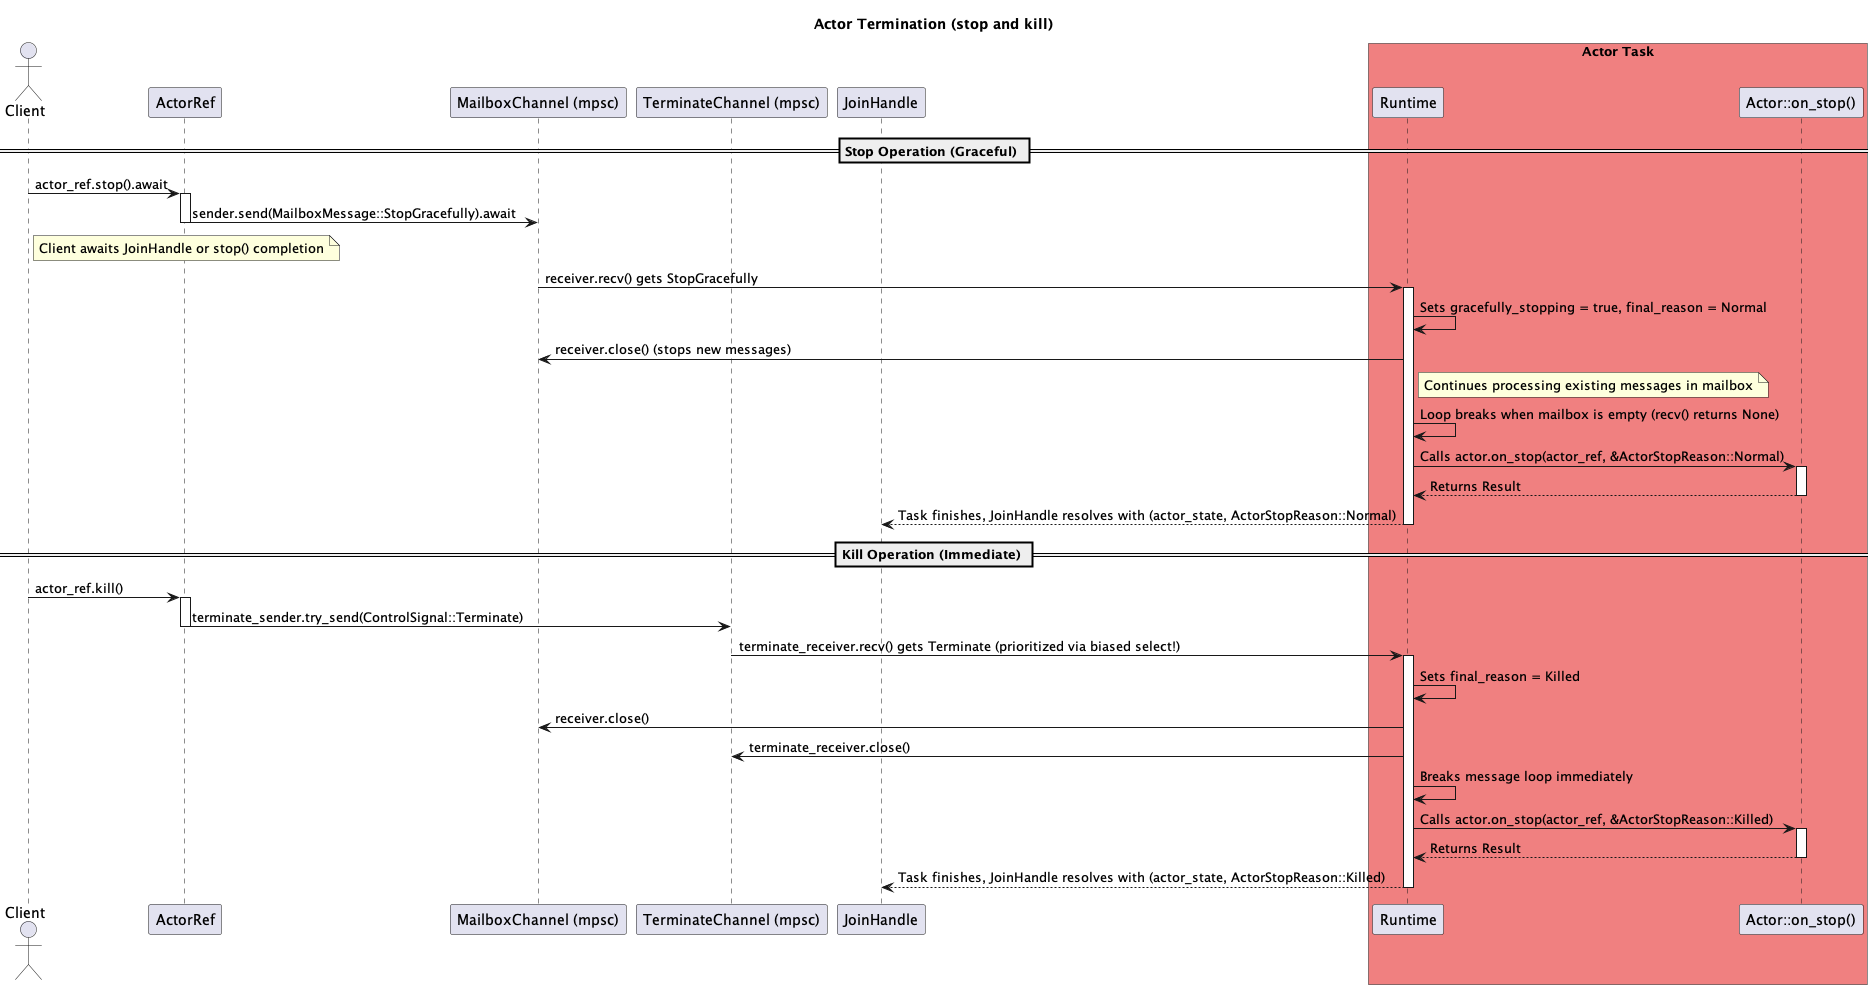 Actor Termination (stop and kill)
Actor Task
Client
ActorRef
MailboxChannel (mpsc)
TerminateChannel (mpsc)
JoinHandle
Runtime
Actor::on_stop()
Stop Operation (Graceful)
actor_ref.stop().await
sender.send(MailboxMessage::StopGracefully).await
Client awaits JoinHandle or stop() completion
receiver.recv() gets StopGracefully
Sets gracefully_stopping = true, final_reason = Normal
receiver.close() (stops new messages)
Continues processing existing messages in mailbox
Loop breaks when mailbox is empty (recv() returns None)
Calls actor.on_stop(actor_ref, &ActorStopReason::Normal)
Returns Result
Task finishes, JoinHandle resolves with (actor_state, ActorStopReason::Normal)
Kill Operation (Immediate)
actor_ref.kill()
terminate_sender.try_send(ControlSignal::Terminate)
terminate_receiver.recv() gets Terminate (prioritized via biased select!)
Sets final_reason = Killed
receiver.close()
terminate_receiver.close()
Breaks message loop immediately
Calls actor.on_stop(actor_ref, &ActorStopReason::Killed)
Returns Result
Task finishes, JoinHandle resolves with (actor_state, ActorStopReason::Killed)
Client
ActorRef
MailboxChannel (mpsc)
TerminateChannel (mpsc)
JoinHandle
Runtime
Actor::on_stop()